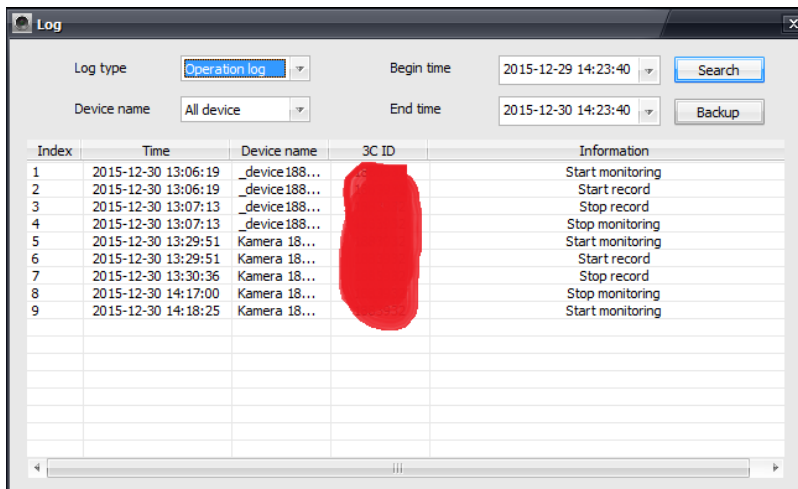 Log
Log type Operation log Begin time 2015-12-29 14:23:40 Search
Device name All device End time 2015-12-30 14:23:40 Backup
Index Time Device name 3C ID Information
1 2015-12-30 13:06:19 _device188... Start monitoring
2 2015-12-30 13:06:19 _device188... Start record
3 2015-12-30 13:07:13 _device188... Stop record
4 2015-12-30 13:07:13 _device188... Stop monitoring
5 2015-12-30 13:29:51 Kamera 18... Start monitoring
6 2015-12-30 13:29:51 Kamera 18... Start record
7 2015-12-30 13:30:36 Kamera 18... Stop record
8 2015-12-30 14:17:00 Kamera 18... Stop monitoring
9 2015-12-30 14:18:25 Kamera 18... Start monitoring